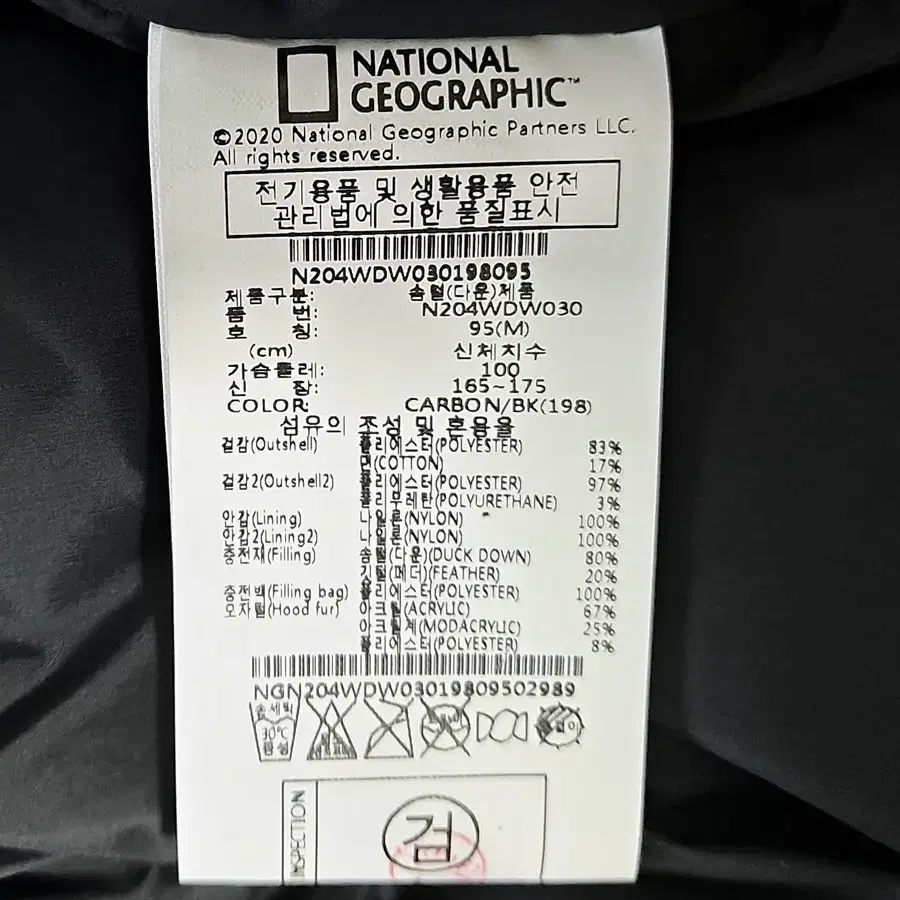 NATIONAL
GEOGRAPHIC™
©2020 National Geographic Partners LLC.
All rights reserved.
전기용품 및 생활용품 안전
관리법에 의한 품질표시
N204WDW030198095
제품구분: 솜털(다운)제품
품 번: N204WDW030
호 칭: 95(M)
(cm) 신체치수
가슴둘레: 100
신 장: 165~175
COLOR: CARBON/BK(198)
섬유의 조성 및 혼용율
겉감(Outshell) 폴리에스터(POLYESTER) 83%
면(COTTON) 17%
겉감2(Outshell2) 폴리에스터(POLYESTER) 97%
폴리우레탄(POLYURETHANE) 3%
안감(Lining) 나일론(NYLON) 100%
안감2(Lining2) 나일론(NYLON) 100%
충전재(Filling) 솜털(다운)(DUCK DOWN) 80%
깃털(페더)(FEATHER) 20%
충전백(Filling bag) 폴리에스터(POLYESTER) 100%
모자털(Hood fur) 아크릴(ACRYLIC) 67%
아크릴계(MODACRYLIC) 25%
폴리에스터(POLYESTER) 8%
NGN204WDW03019809502989
손세탁
30℃
중성
INSPECTION
검